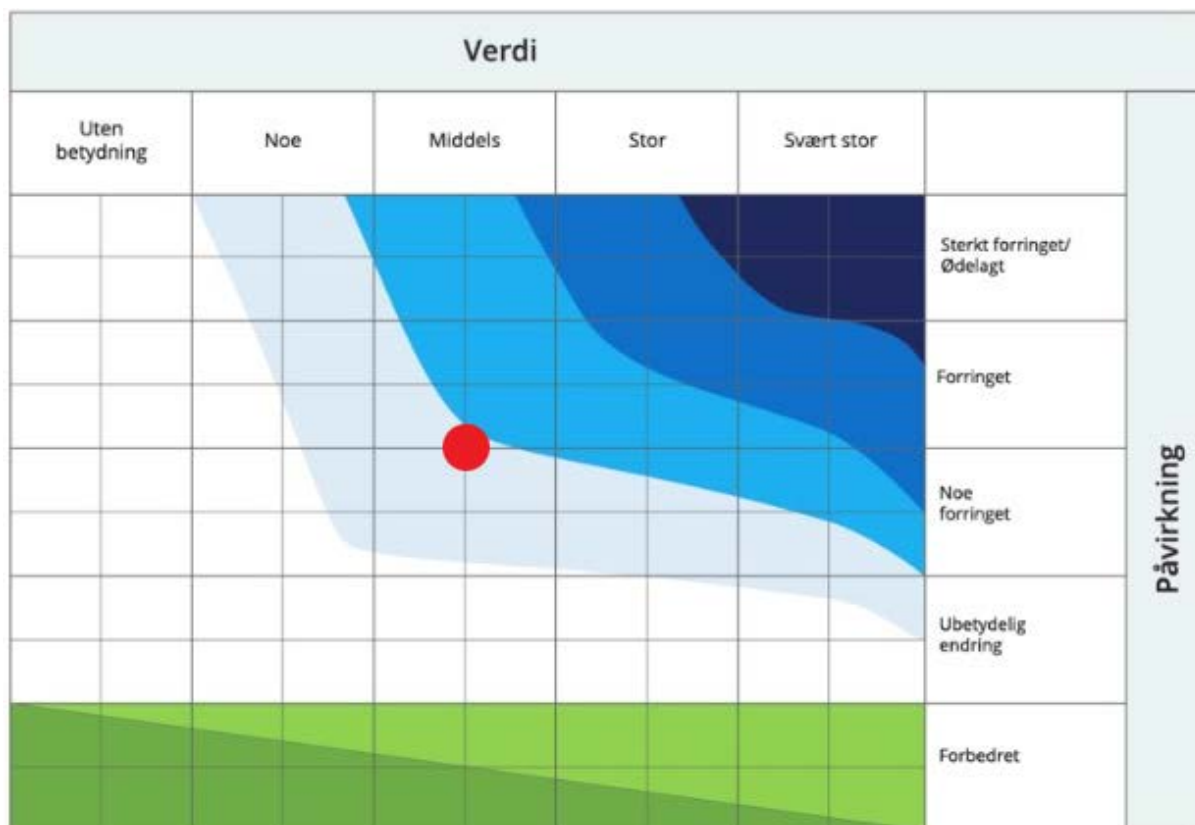 Verdi
Uten
betydning
Noe
Middels
Stor
Svært stor
Sterkt forringet/
Ødelagt
Forringet
Noe
forringet
Ubetydelig
endring
Forbedret
Påvirkning